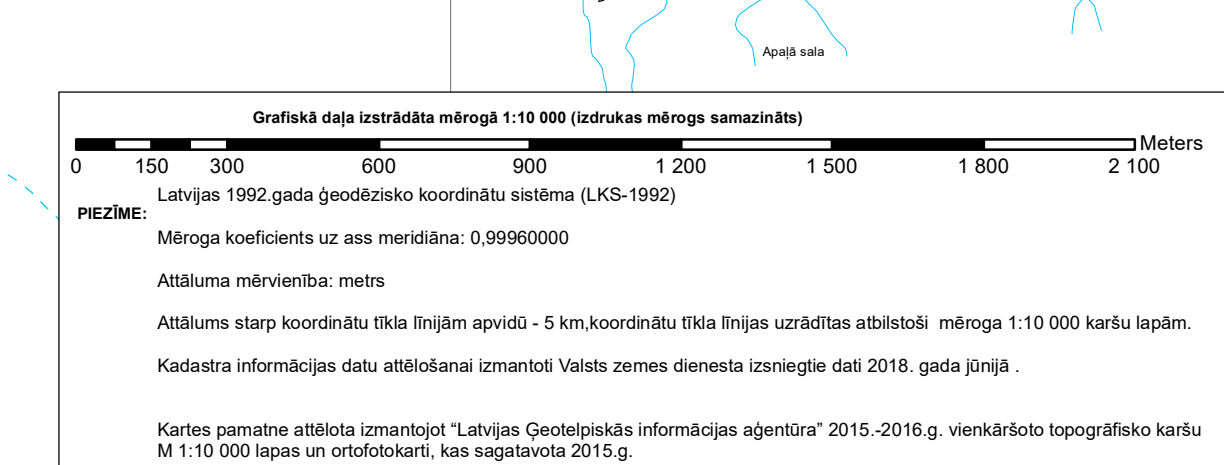 Apaļā sala
Grafiskā daļa izstrādāta mērogā 1:10 000 (izdrukas mērogs samazināts)
Meters
0 150 300 600 900 1 200 1 500 1 800 2 100
Latvijas 1992.gada ģeodēzisko koordinātu sistēma (LKS-1992)
PIEZĪME:
Mēroga koeficients uz ass meridiāna: 0,99960000
Attāluma mērvienība: metrs
Attālums starp koordinātu tīkla līnijām apvidū - 5 km,koordinātu tīkla līnijas uzrādītas atbilstoši  mēroga 1:10 000 karšu lapām.
Kadastra informācijas datu attēlošanai izmantoti Valsts zemes dienesta izsniegtie dati 2018. gada jūnijā .
Kartes pamatne attēlota izmantojot “Latvijas Ģeotelpiskās informācijas aģentūra” 2015.-2016.g. vienkāršoto topogrāfisko karšu
M 1:10 000 lapas un ortofotokarti, kas sagatavota 2015.g.